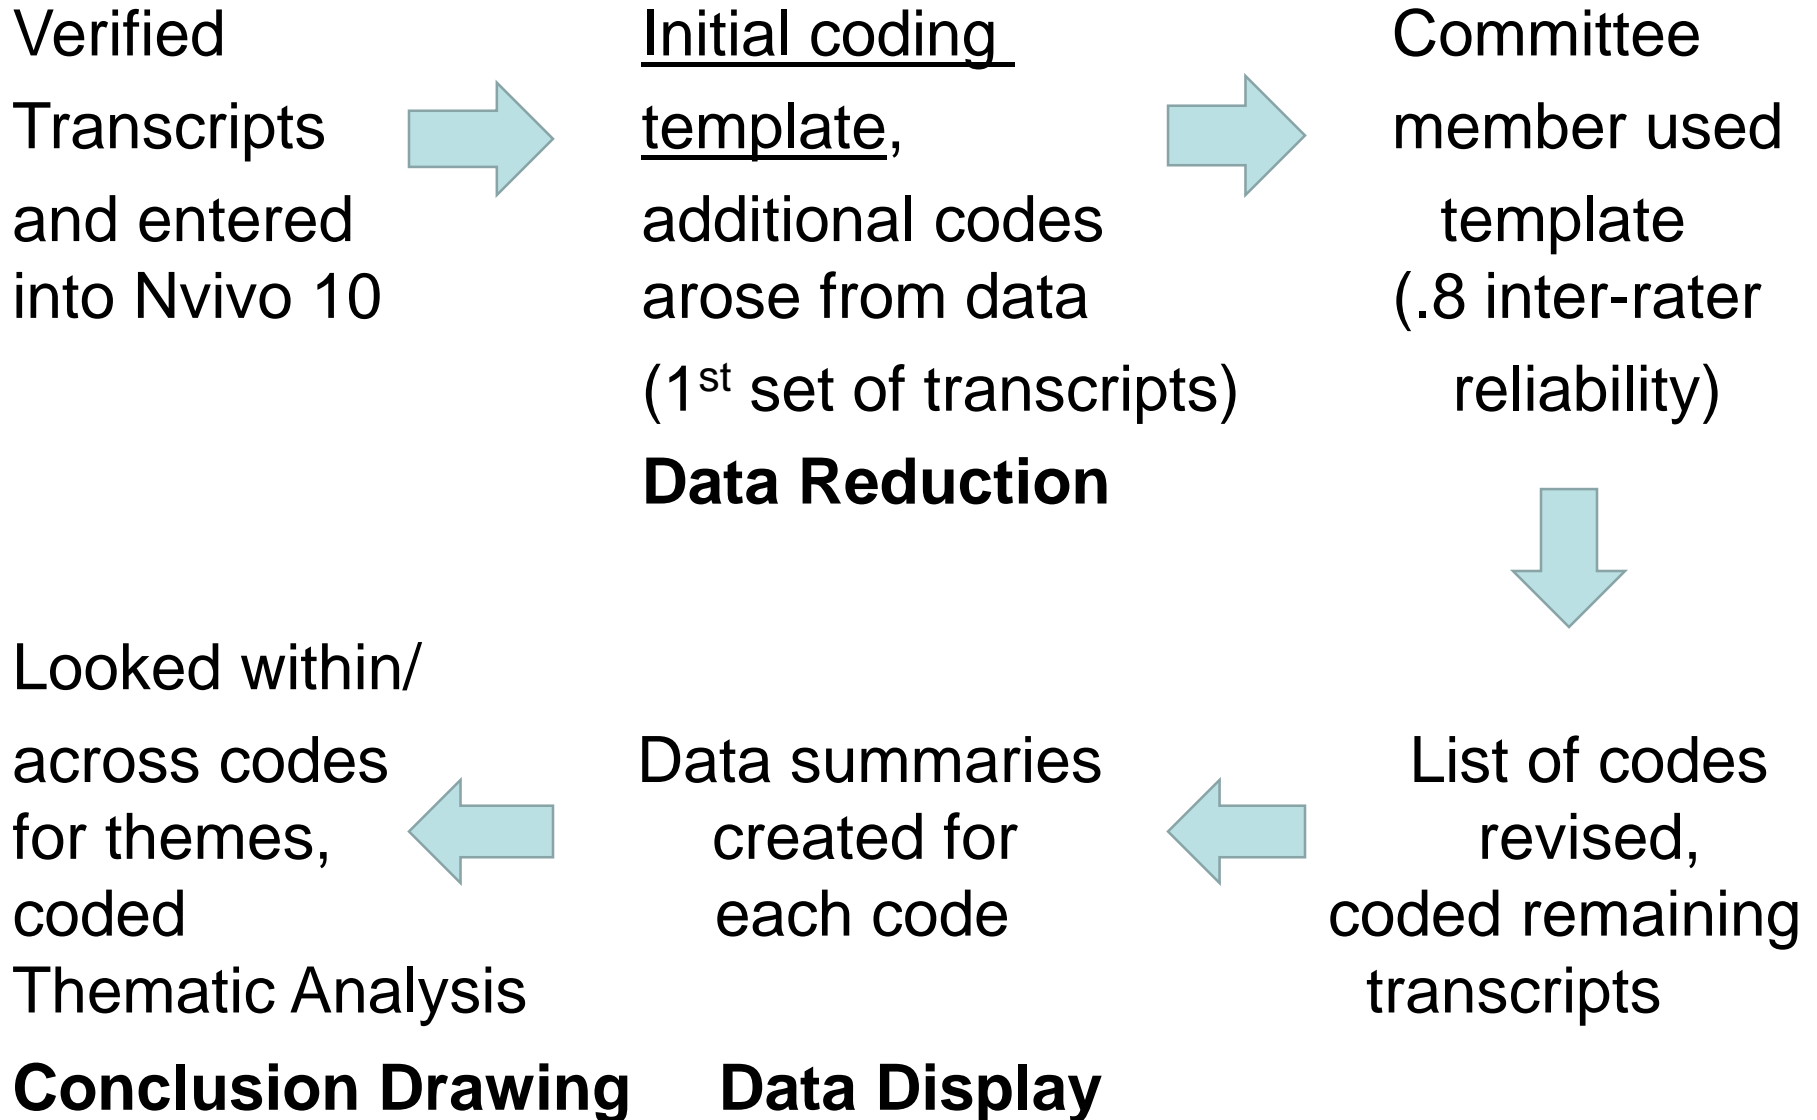 Verified
Transcripts
and entered
into Nvivo 10
Initial coding
template,
additional codes
arose from data
(1st set of transcripts)
Data Reduction
Committee
member used
template
(.8 inter-rater
reliability)
List of codes
revised,
coded remaining
transcripts
Data summaries
created for
each code
Data Display
Looked within/
across codes
for themes,
coded
Thematic Analysis
Conclusion Drawing